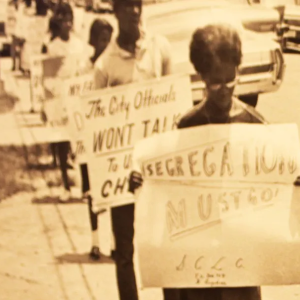 SEGREGATION
MUST GO!
S C L C
The City Officials
WONT TALK
To U
CH